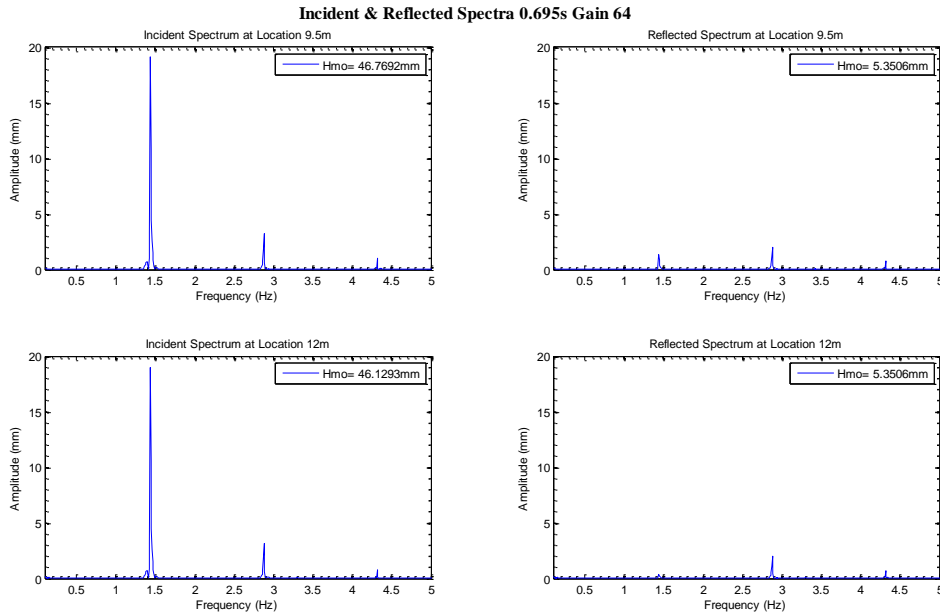 Incident & Reflected Spectra 0.695s Gain 64
Incident Spectrum at Location 9.5m
Hmo= 46.7692mm
20
15
10
5
0
Amplitude (mm)
0.5 1 1.5 2 2.5 3 3.5 4 4.5 5
Frequency (Hz)
Reflected Spectrum at Location 9.5m
Hmo= 5.3506mm
20
15
10
5
0
Amplitude (mm)
0.5 1 1.5 2 2.5 3 3.5 4 4.5 5
Frequency (Hz)
Incident Spectrum at Location 12m
Hmo= 46.1293mm
20
15
10
5
0
Amplitude (mm)
0.5 1 1.5 2 2.5 3 3.5 4 4.5 5
Frequency (Hz)
Reflected Spectrum at Location 12m
Hmo= 5.3506mm
20
15
10
5
0
Amplitude (mm)
0.5 1 1.5 2 2.5 3 3.5 4 4.5 5
Frequency (Hz)